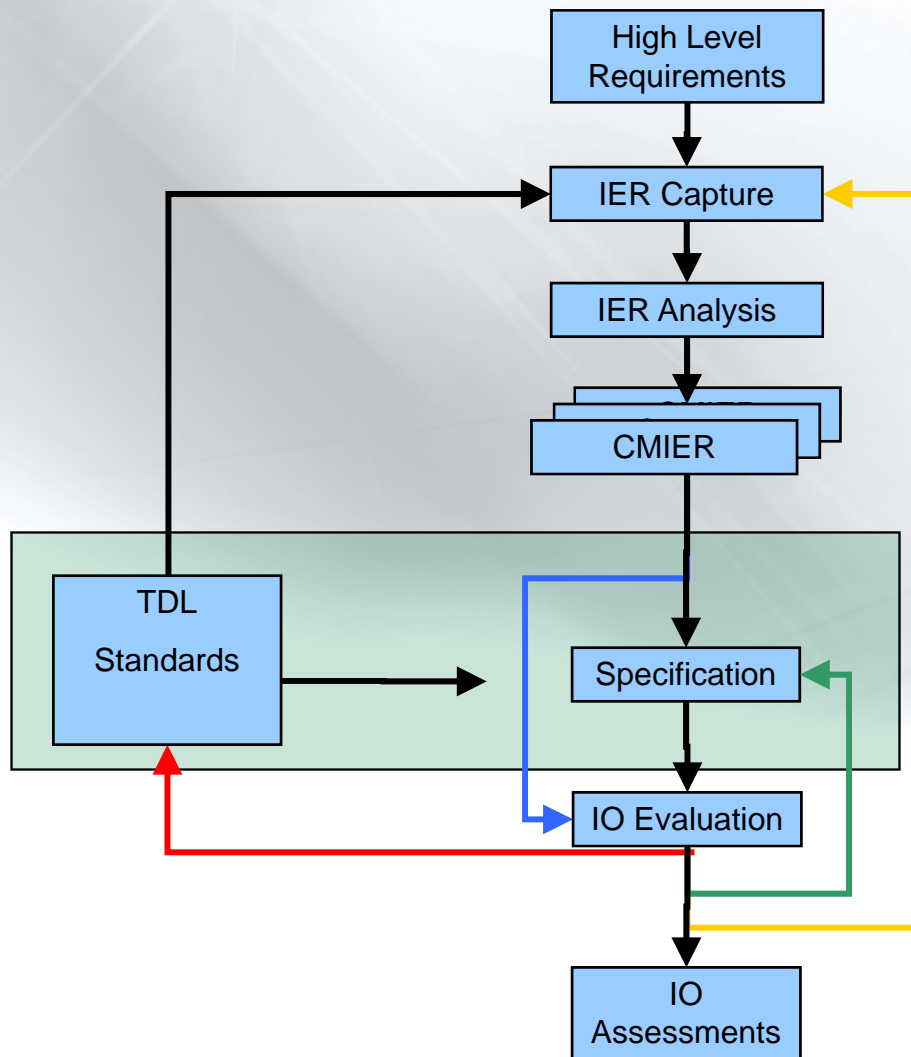 High Level
Requirements
IER Capture
IER Analysis
CMIER
TDL
Standards
Specification
IO Evaluation
IO
Assessments